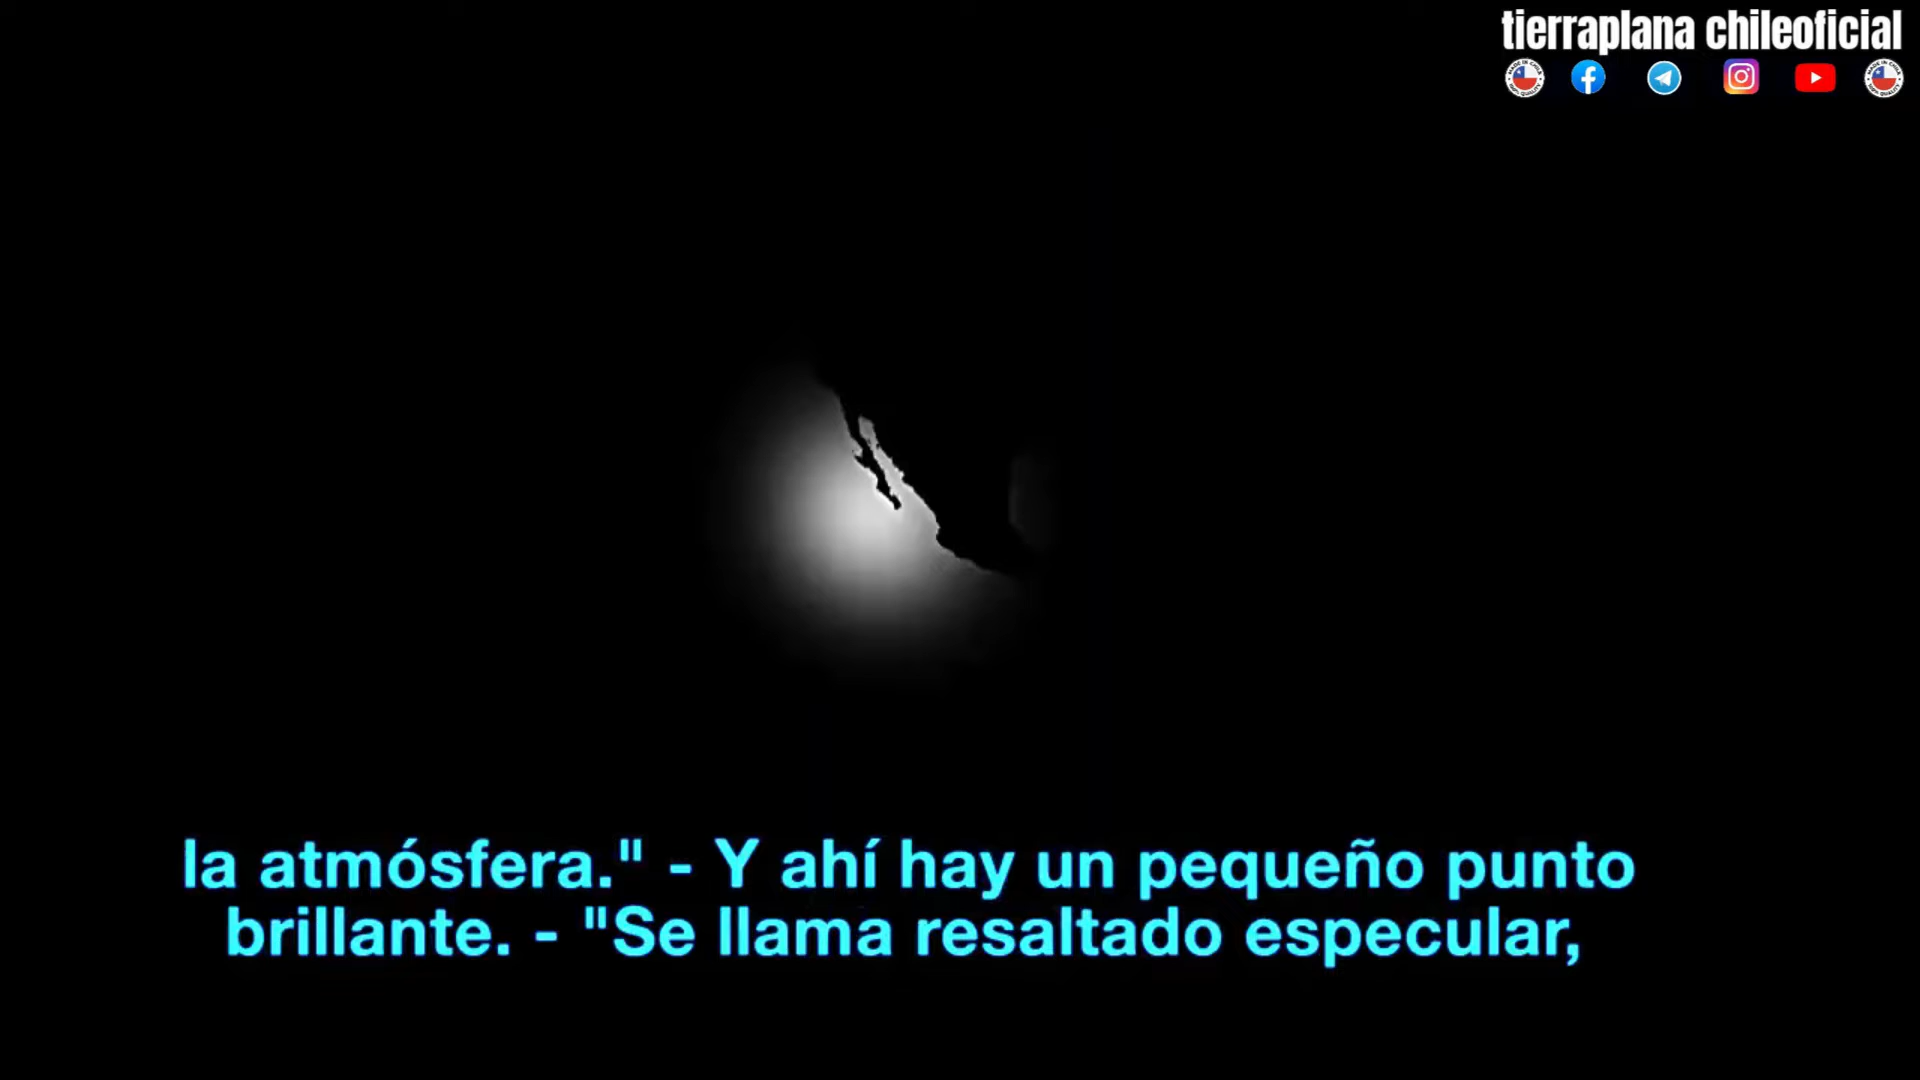 tierraplana chileoficial
la atmósfera." - Y ahí hay un pequeño punto
brillante. - "Se llama resaltado especular,